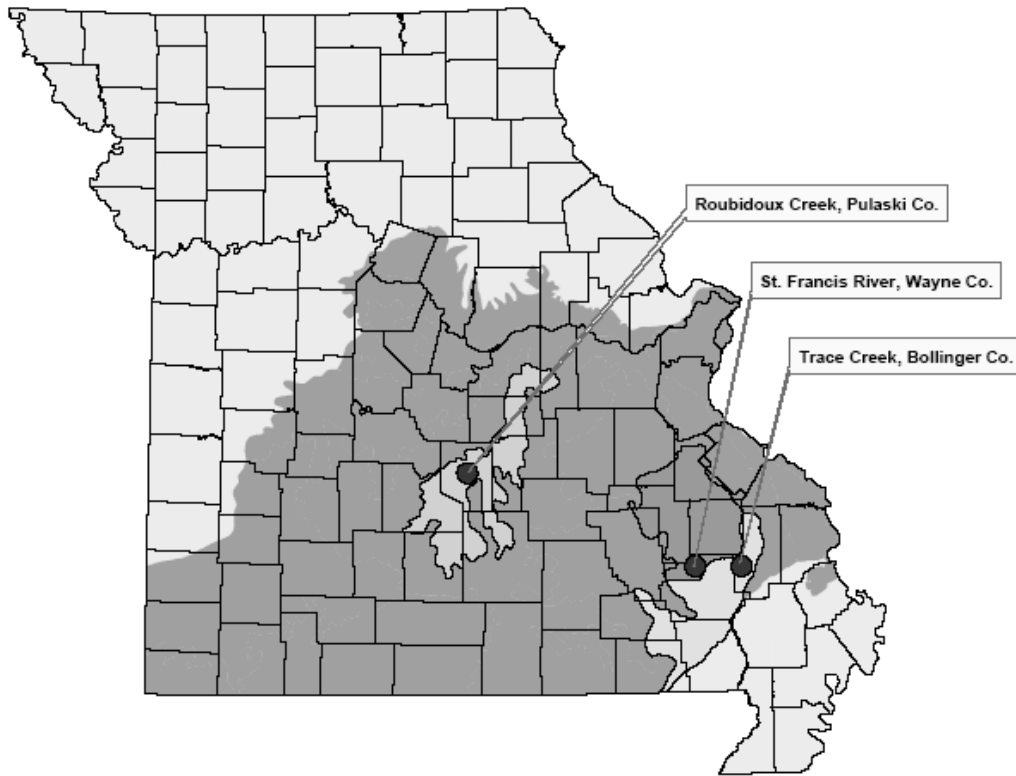 Roubidoux Creek, Pulaski Co.
St. Francis River, Wayne Co.
Trace Creek, Bollinger Co.